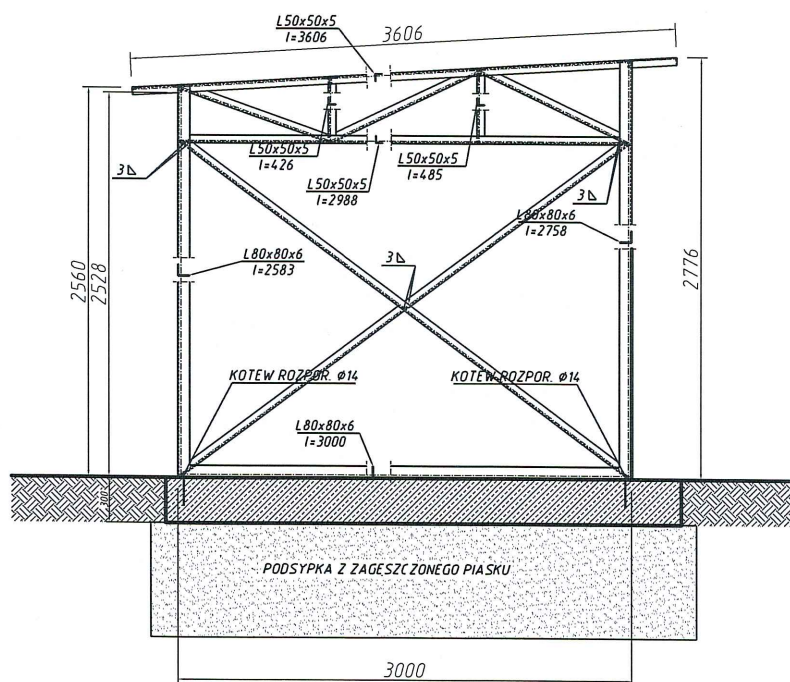 L50x50x5
l=3606
3606
L50x50x5
l=426
L50x50x5
l=2988
L50x50x5
l=485
3
3
L80x80x6
l=2758
L80x80x6
l=2583
3
2560
2528
2776
KOTEW ROZPOR. Ø14
KOTEW ROZPOR. Ø14
L80x80x6
l=3000
PODSYPKA Z ZAGĘSZCZONEGO PIASKU
3000